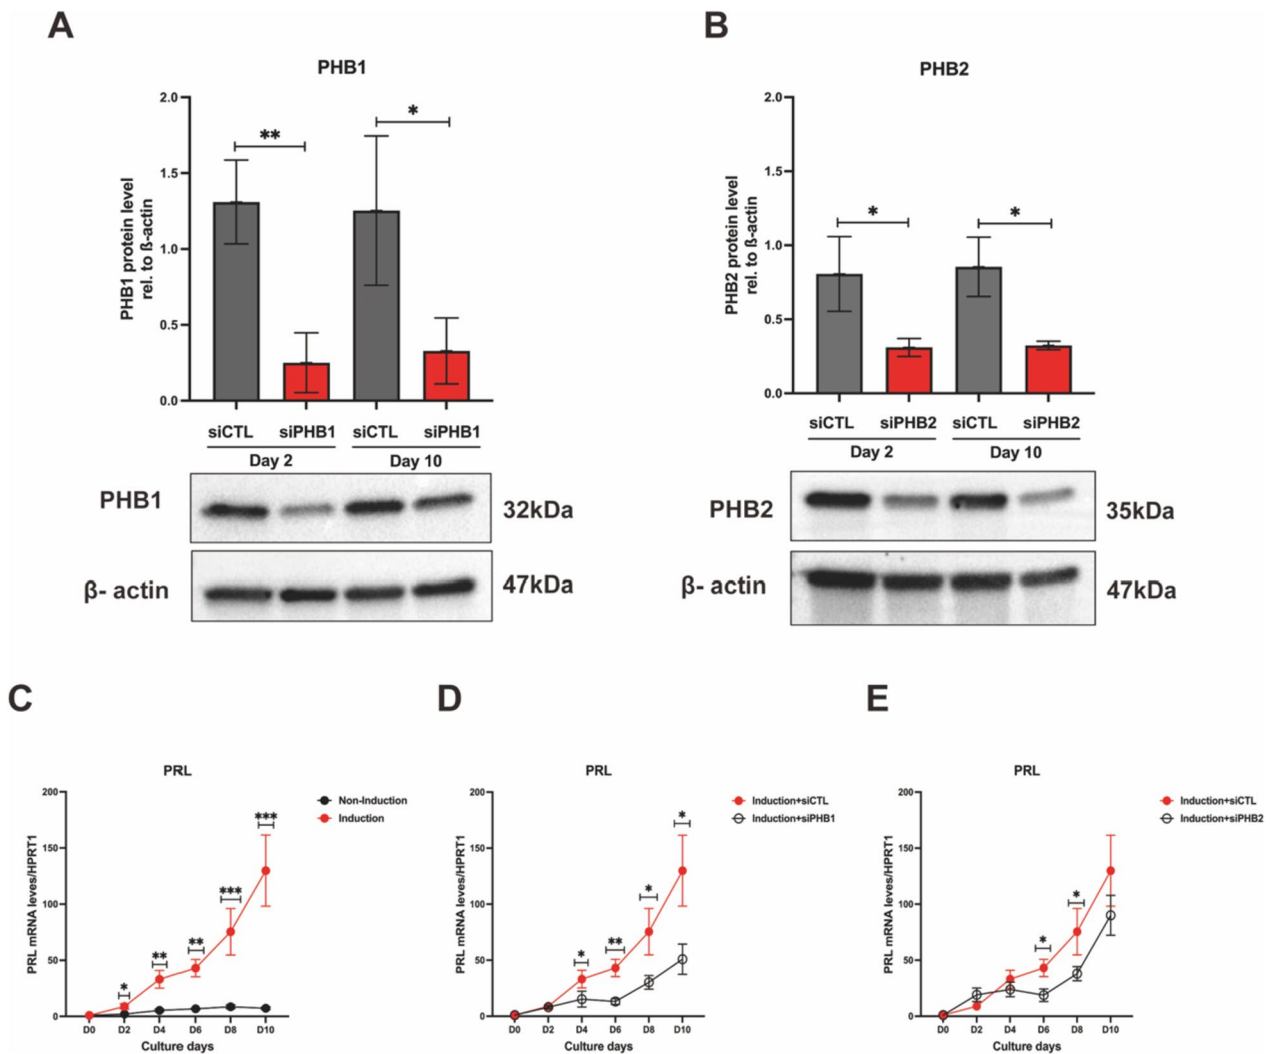 A
PHB1
2.0
1.5
1.0
0.5
0.0
PHB1 protein level
rel. to ß-actin
**
*
siCTL siPHB1 siCTL siPHB1
Day 2 Day 10
PHB1 32kDa
β- actin 47kDa
B
PHB2
2.0
1.5
1.0
0.5
0.0
PHB2 protein level
rel. to ß-actin
*
*
siCTL siPHB2 siCTL siPHB2
Day 2 Day 10
PHB2 35kDa
β- actin 47kDa
C
PRL
200
150
100
50
0
PRL mRNA leves/HPRT1
*
**
**
***
***
D0 D2 D4 D6 D8 D10
Culture days
Non-Induction
Induction
D
PRL
200
150
100
50
0
PRL mRNA leves/HPRT1
*
**
*
*
D0 D2 D4 D6 D8 D10
Culture days
Induction+siCTL
Induction+siPHB1
E
PRL
200
150
100
50
0
PRL mRNA leves/HPRT1
*
*
D0 D2 D4 D6 D8 D10
Culture days
Induction+siCTL
Induction+siPHB2